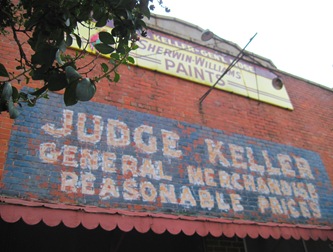 SHERWIN-WILLIAMS
PAINTS
JUDGE KELLER
GENERAL MERCHANDISE
REASONABLE PRICES